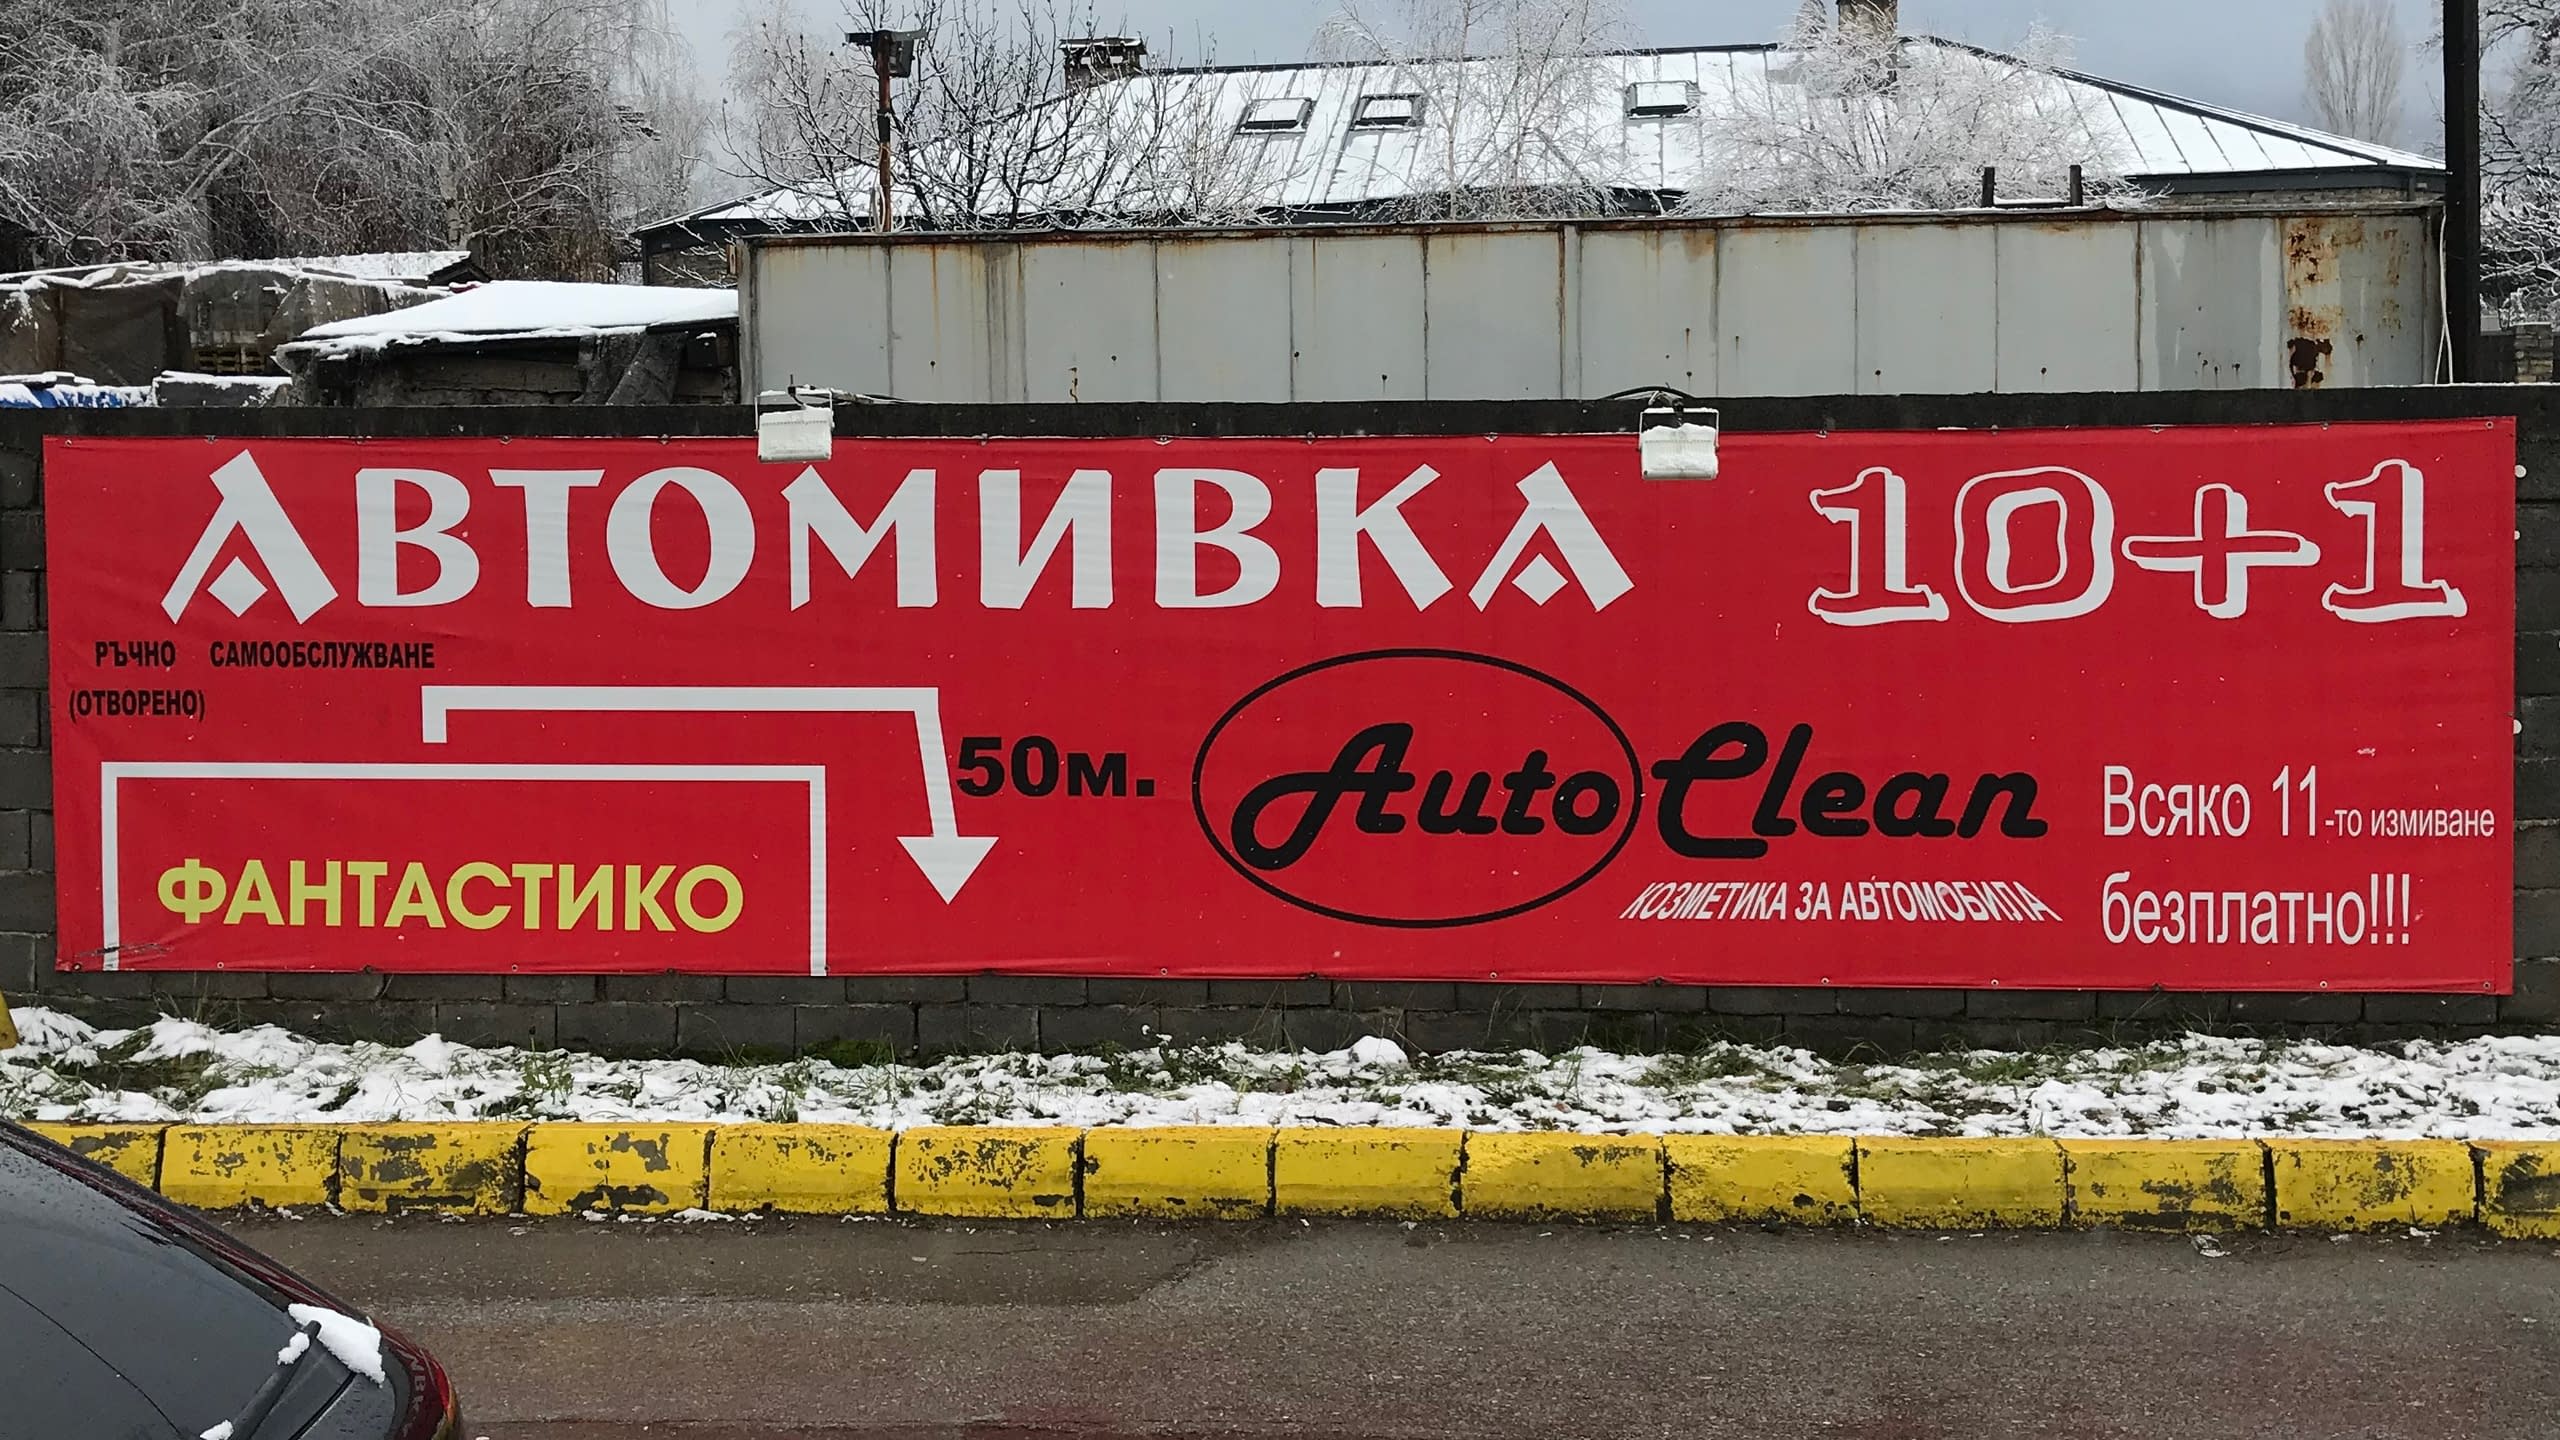 АВТОМИВКА 10+1
РЪЧНО САМООБСЛУЖВАНЕ
(ОТВОРЕНО)
50м.
ФАНТАСТИКО
Auto Clean
КОЗМЕТИКА ЗА АВТОМОБИЛА
Всяко 11-то измиване
безплатно!!!